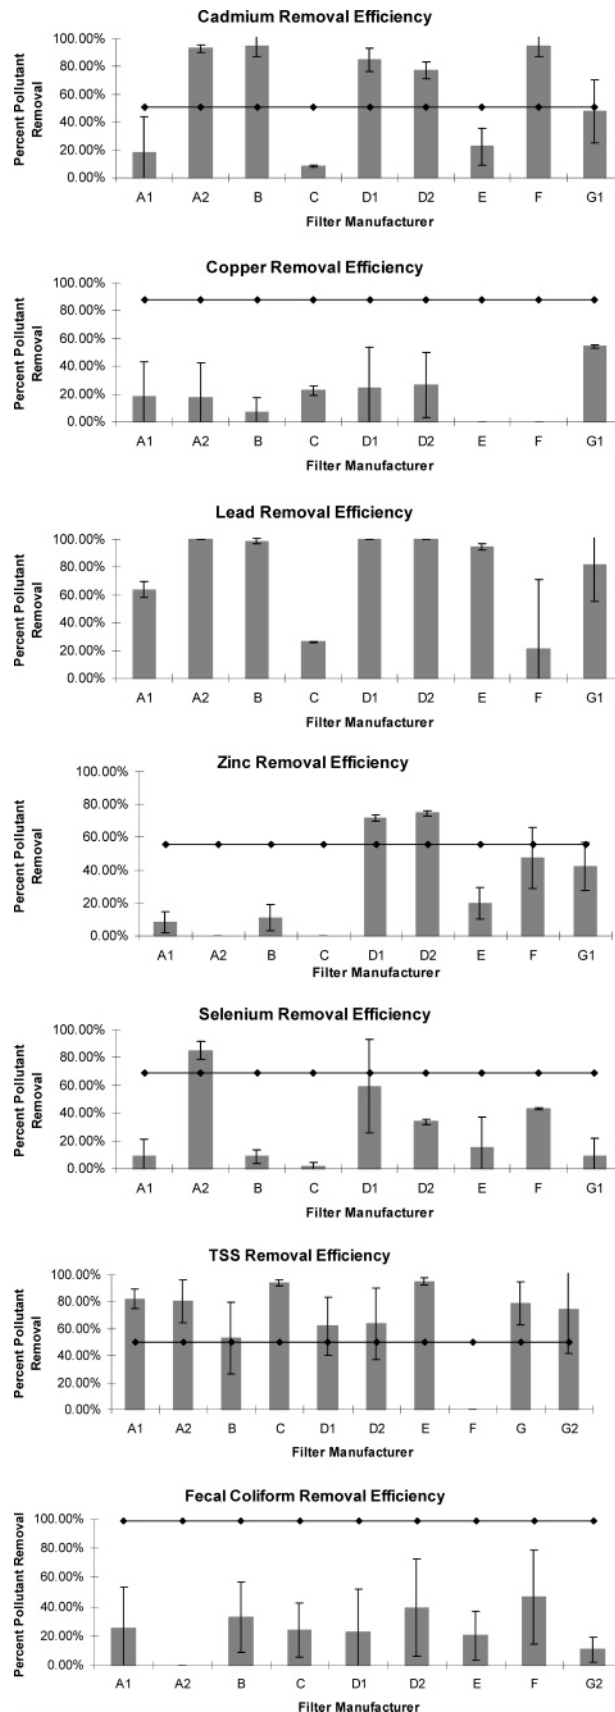 Cadmium Removal Efficiency
Percent Pollutant
Removal
100.00%
80.00%
60.00%
40.00%
20.00%
0.00%
A1 A2 B C D1 D2 E F G1
Filter Manufacturer
Copper Removal Efficiency
Percent Pollutant
Removal
100.00%
80.00%
60.00%
40.00%
20.00%
0.00%
A1 A2 B C D1 D2 E F G1
Filter Manufacturer
Lead Removal Efficiency
Percent Pollutant
Removal
100.00%
80.00%
60.00%
40.00%
20.00%
0.00%
A1 A2 B C D1 D2 E F G1
Filter Manufacturer
Zinc Removal Efficiency
Percent Pollutant
Removal
100.00%
80.00%
60.00%
40.00%
20.00%
0.00%
A1 A2 B C D1 D2 E F G1
Filter Manufacturer
Selenium Removal Efficiency
Percent Pollutant
Removal
100.00%
80.00%
60.00%
40.00%
20.00%
0.00%
A1 A2 B C D1 D2 E F G1
Filter Manufacturer
TSS Removal Efficiency
Percent Pollutant
Removal
100.00%
80.00%
60.00%
40.00%
20.00%
0.00%
A1 A2 B C D1 D2 E F G G2
Filter Manufacturer
Fecal Coliform Removal Efficiency
Percent Pollutant Removal
100.00%
80.00%
60.00%
40.00%
20.00%
0.00%
A1 A2 B C D1 D2 E F G2
Filter Manufacturer